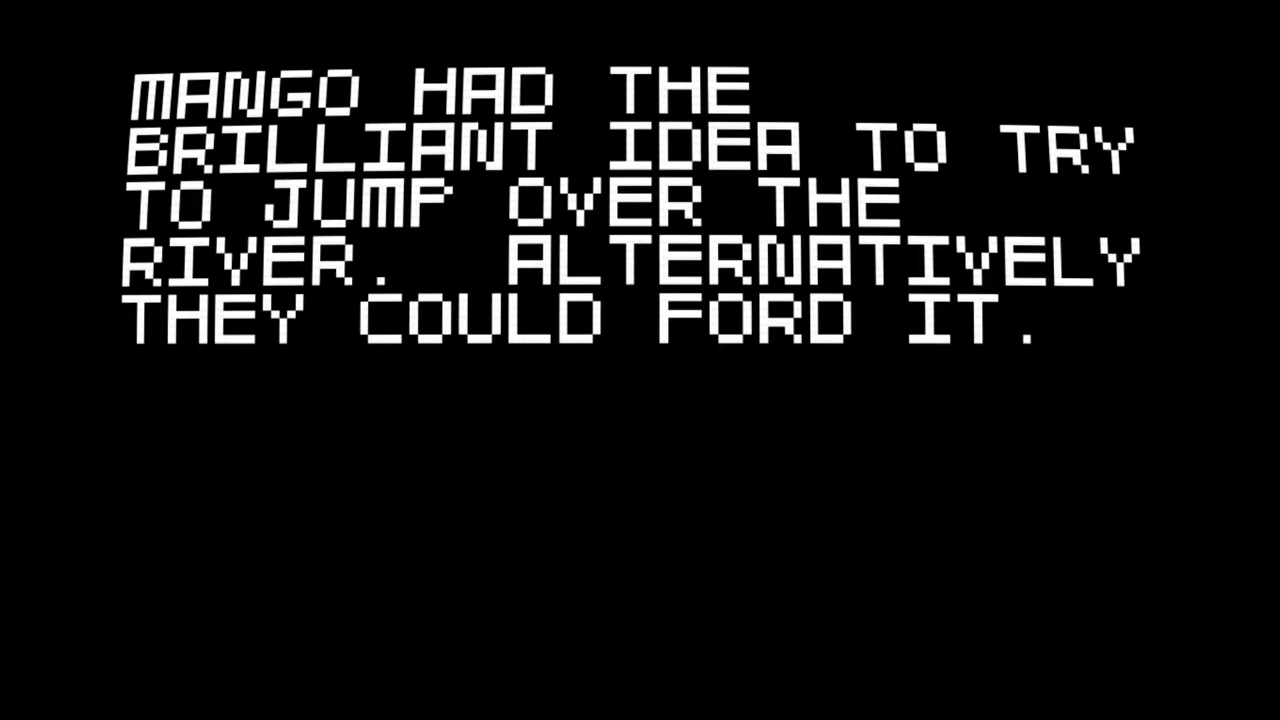 MANGO HAD THE
BRILLIANT IDEA TO TRY
TO JUMP OVER THE
RIVER.  ALTERNATIVELY
THEY COULD FORD IT.